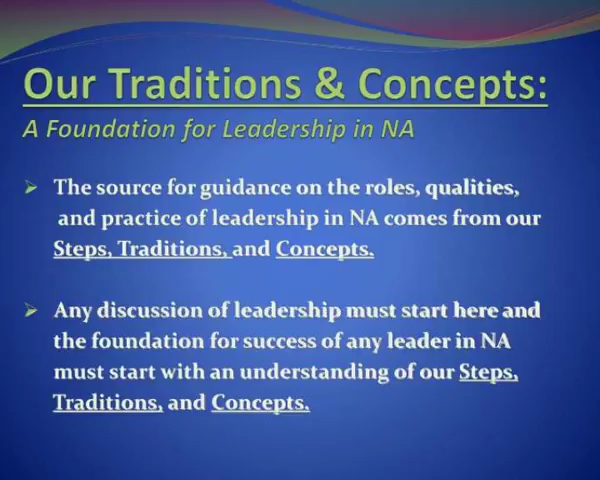 Our Traditions & Concepts:
A Foundation for Leadership in NA
The source for guidance on the roles, qualities,
and practice of leadership in NA comes from our
Steps, Traditions, and Concepts.
Any discussion of leadership must start here and
the foundation for success of any leader in NA
must start with an understanding of our Steps,
Traditions, and Concepts.